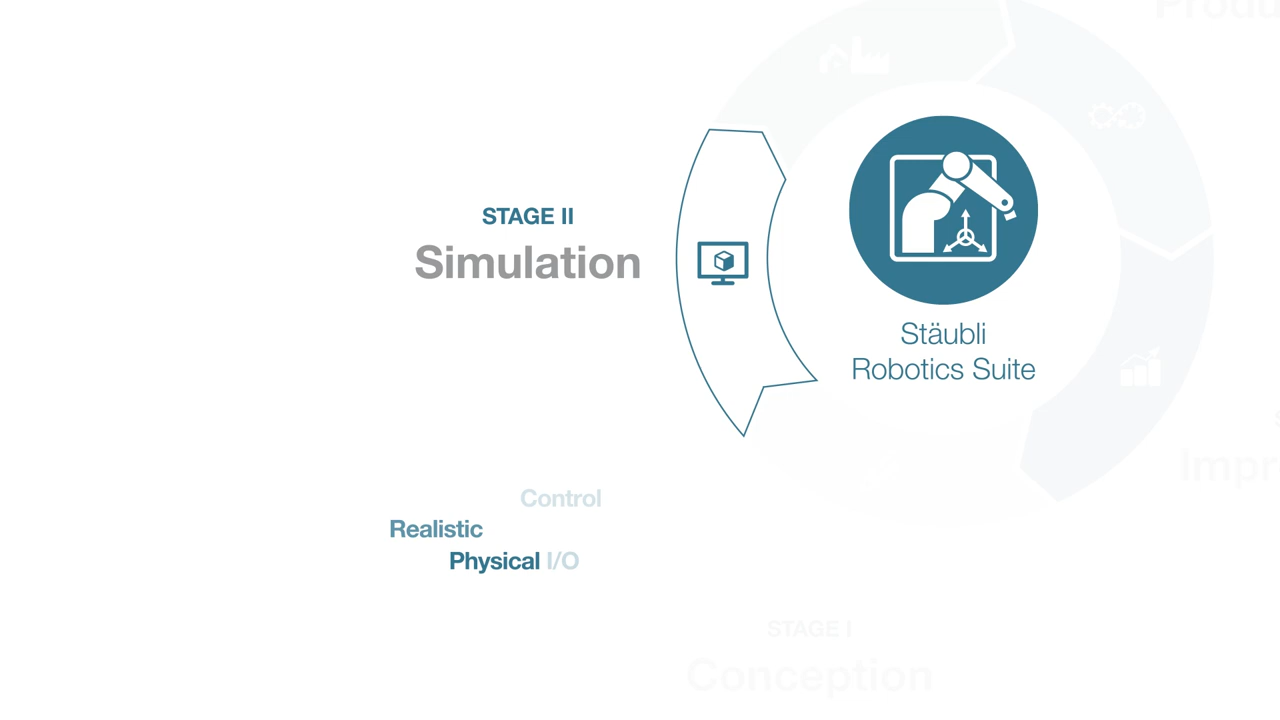 STAGE II
Simulation
Stäubli
Robotics Suite
Control
Realistic
Physical I/O
STAGE I
Conception